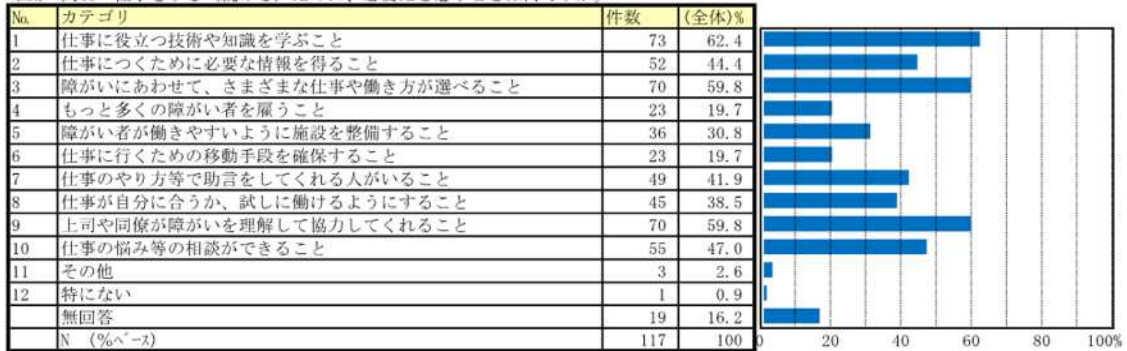 No. カテゴリ 件数 (全体)%
1 仕事に役立つ技術や知識を学ぶこと 73 62.4
2 仕事につくために必要な情報を得ること 52 44.4
3 障がいにあわせて、さまざまな仕事や働き方が選べること 70 59.8
4 もっと多くの障がい者を雇うこと 23 19.7
5 障がい者が働きやすいように施設を整備すること 36 30.8
6 仕事に行くための移動手段を確保すること 23 19.7
7 仕事のやり方等で助言をしてくれる人がいること 49 41.9
8 仕事が自分に合うか、試しに働けるようにすること 45 38.5
9 上司や同僚が障がいを理解して協力してくれること 70 59.8
10 仕事の悩み等の相談ができること 55 47.0
11 その他 3 2.6
12 特にない 1 0.9
無回答 19 16.2
N (%ベース) 117 100
0 20 40 60 80 100%